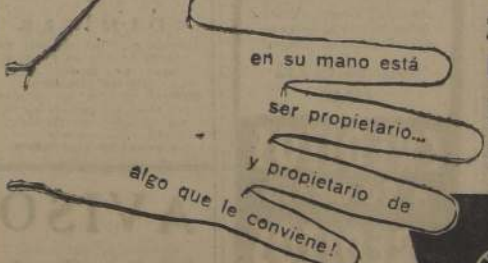 en su mano está
ser propietario...
y propietario de
algo que le conviene!